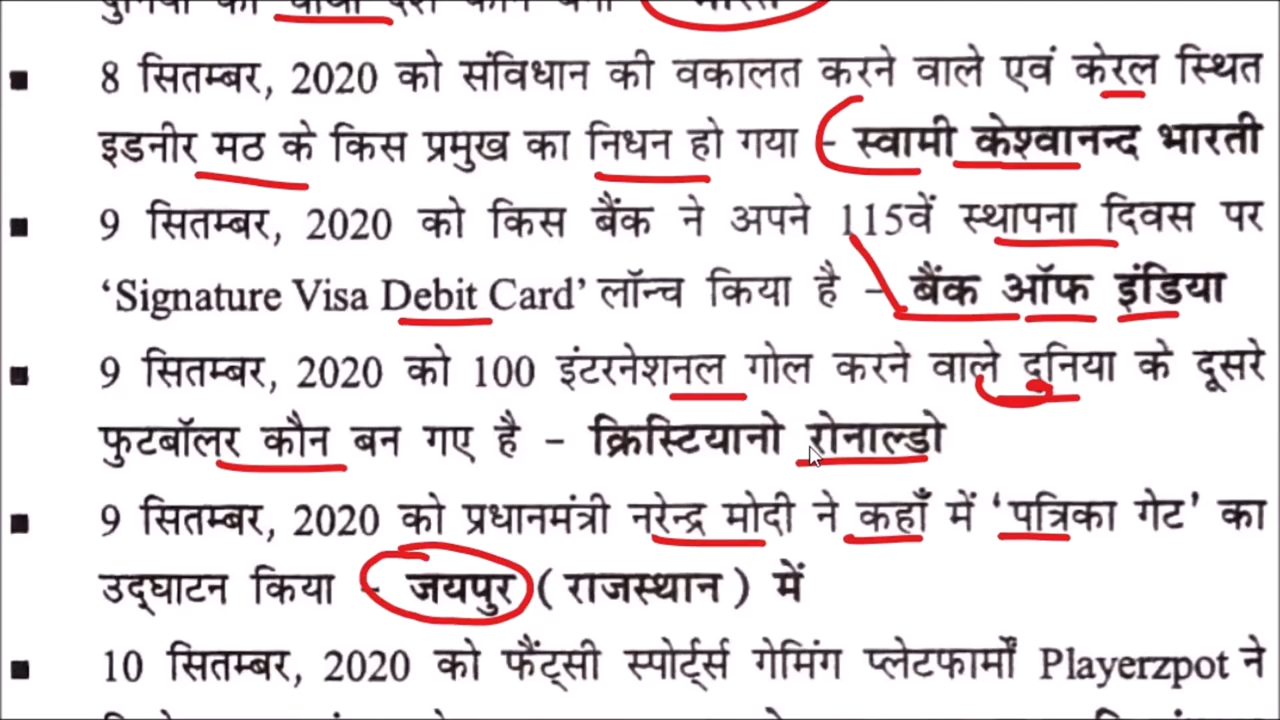 8 सितम्बर, 2020 को संविधान की वकालत करने वाले एवं केरल स्थित
इडनीर मठ के किस प्रमुख का निधन हो गया - स्वामी केश्वानन्द भारती
9 सितम्बर, 2020 को किस बैंक ने अपने 115वें स्थापना दिवस पर
‘Signature Visa Debit Card’ लॉन्च किया है – बैंक ऑफ इंडिया
9 सितम्बर, 2020 को 100 इंटरनेशनल गोल करने वाले दुनिया के दूसरे
फुटबॉलर कौन बन गए है – क्रिस्टियानो रोनाल्डो
9 सितम्बर, 2020 को प्रधानमंत्री नरेन्द्र मोदी ने कहाँ में ‘पत्रिका गेट’ का
उद्घाटन किया - जयपुर ( राजस्थान ) में
10 सितम्बर, 2020 को फैंट्सी स्पोर्ट्स गेमिंग प्लेटफार्मों Playerzpot ने